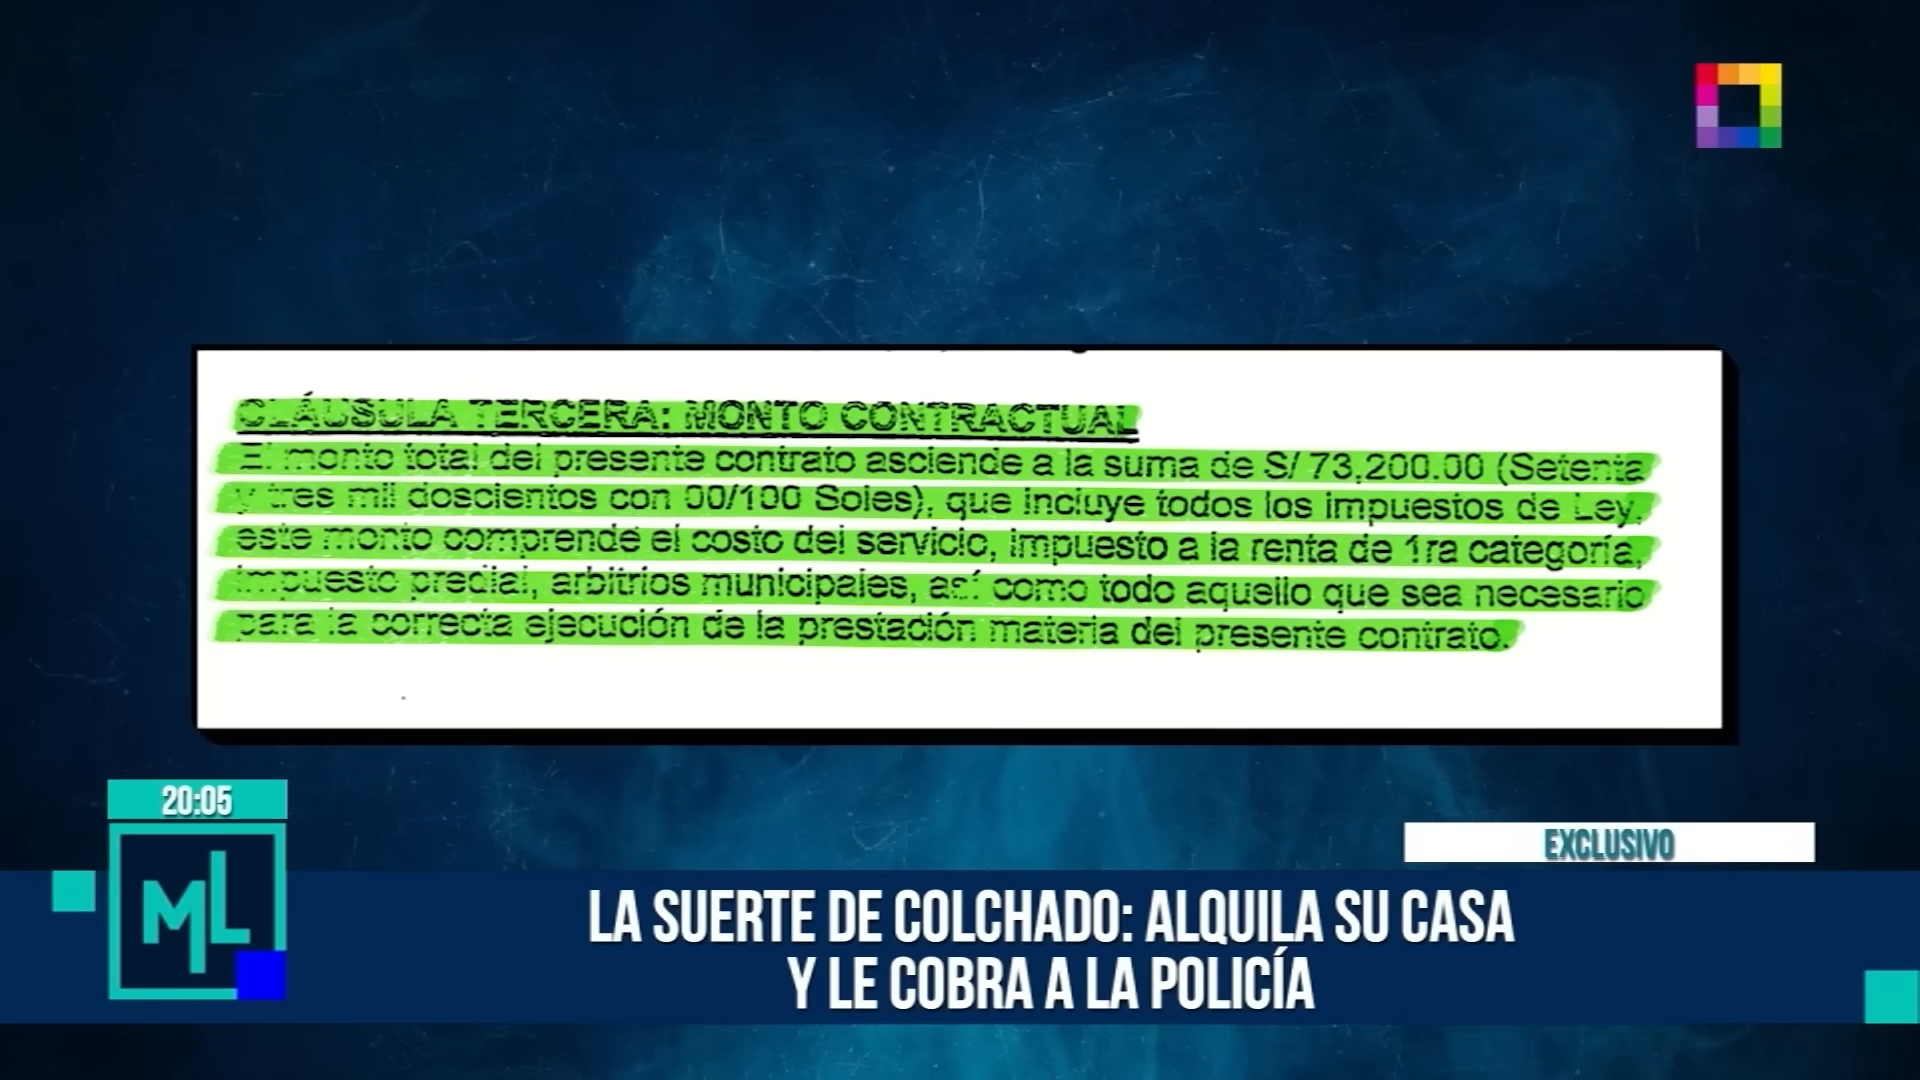 CLÁUSULA TERCERA: MONTO CONTRACTUAL
El monto total del presente contrato asciende a la suma de S/ 73,200.00 (Setenta
y tres mil doscientos con 00/100 Soles), que incluye todos los impuestos de Ley,
este monto comprende el costo del servicio, impuesto a la renta de 1ra categoría,
impuesto predial, arbitrios municipales, así como todo aquello que sea necesario
para la correcta ejecución de la prestación materia del presente contrato.
20:05
ML
EXCLUSIVO
LA SUERTE DE COLCHADO: ALQUILA SU CASA
Y LE COBRA A LA POLICÍA